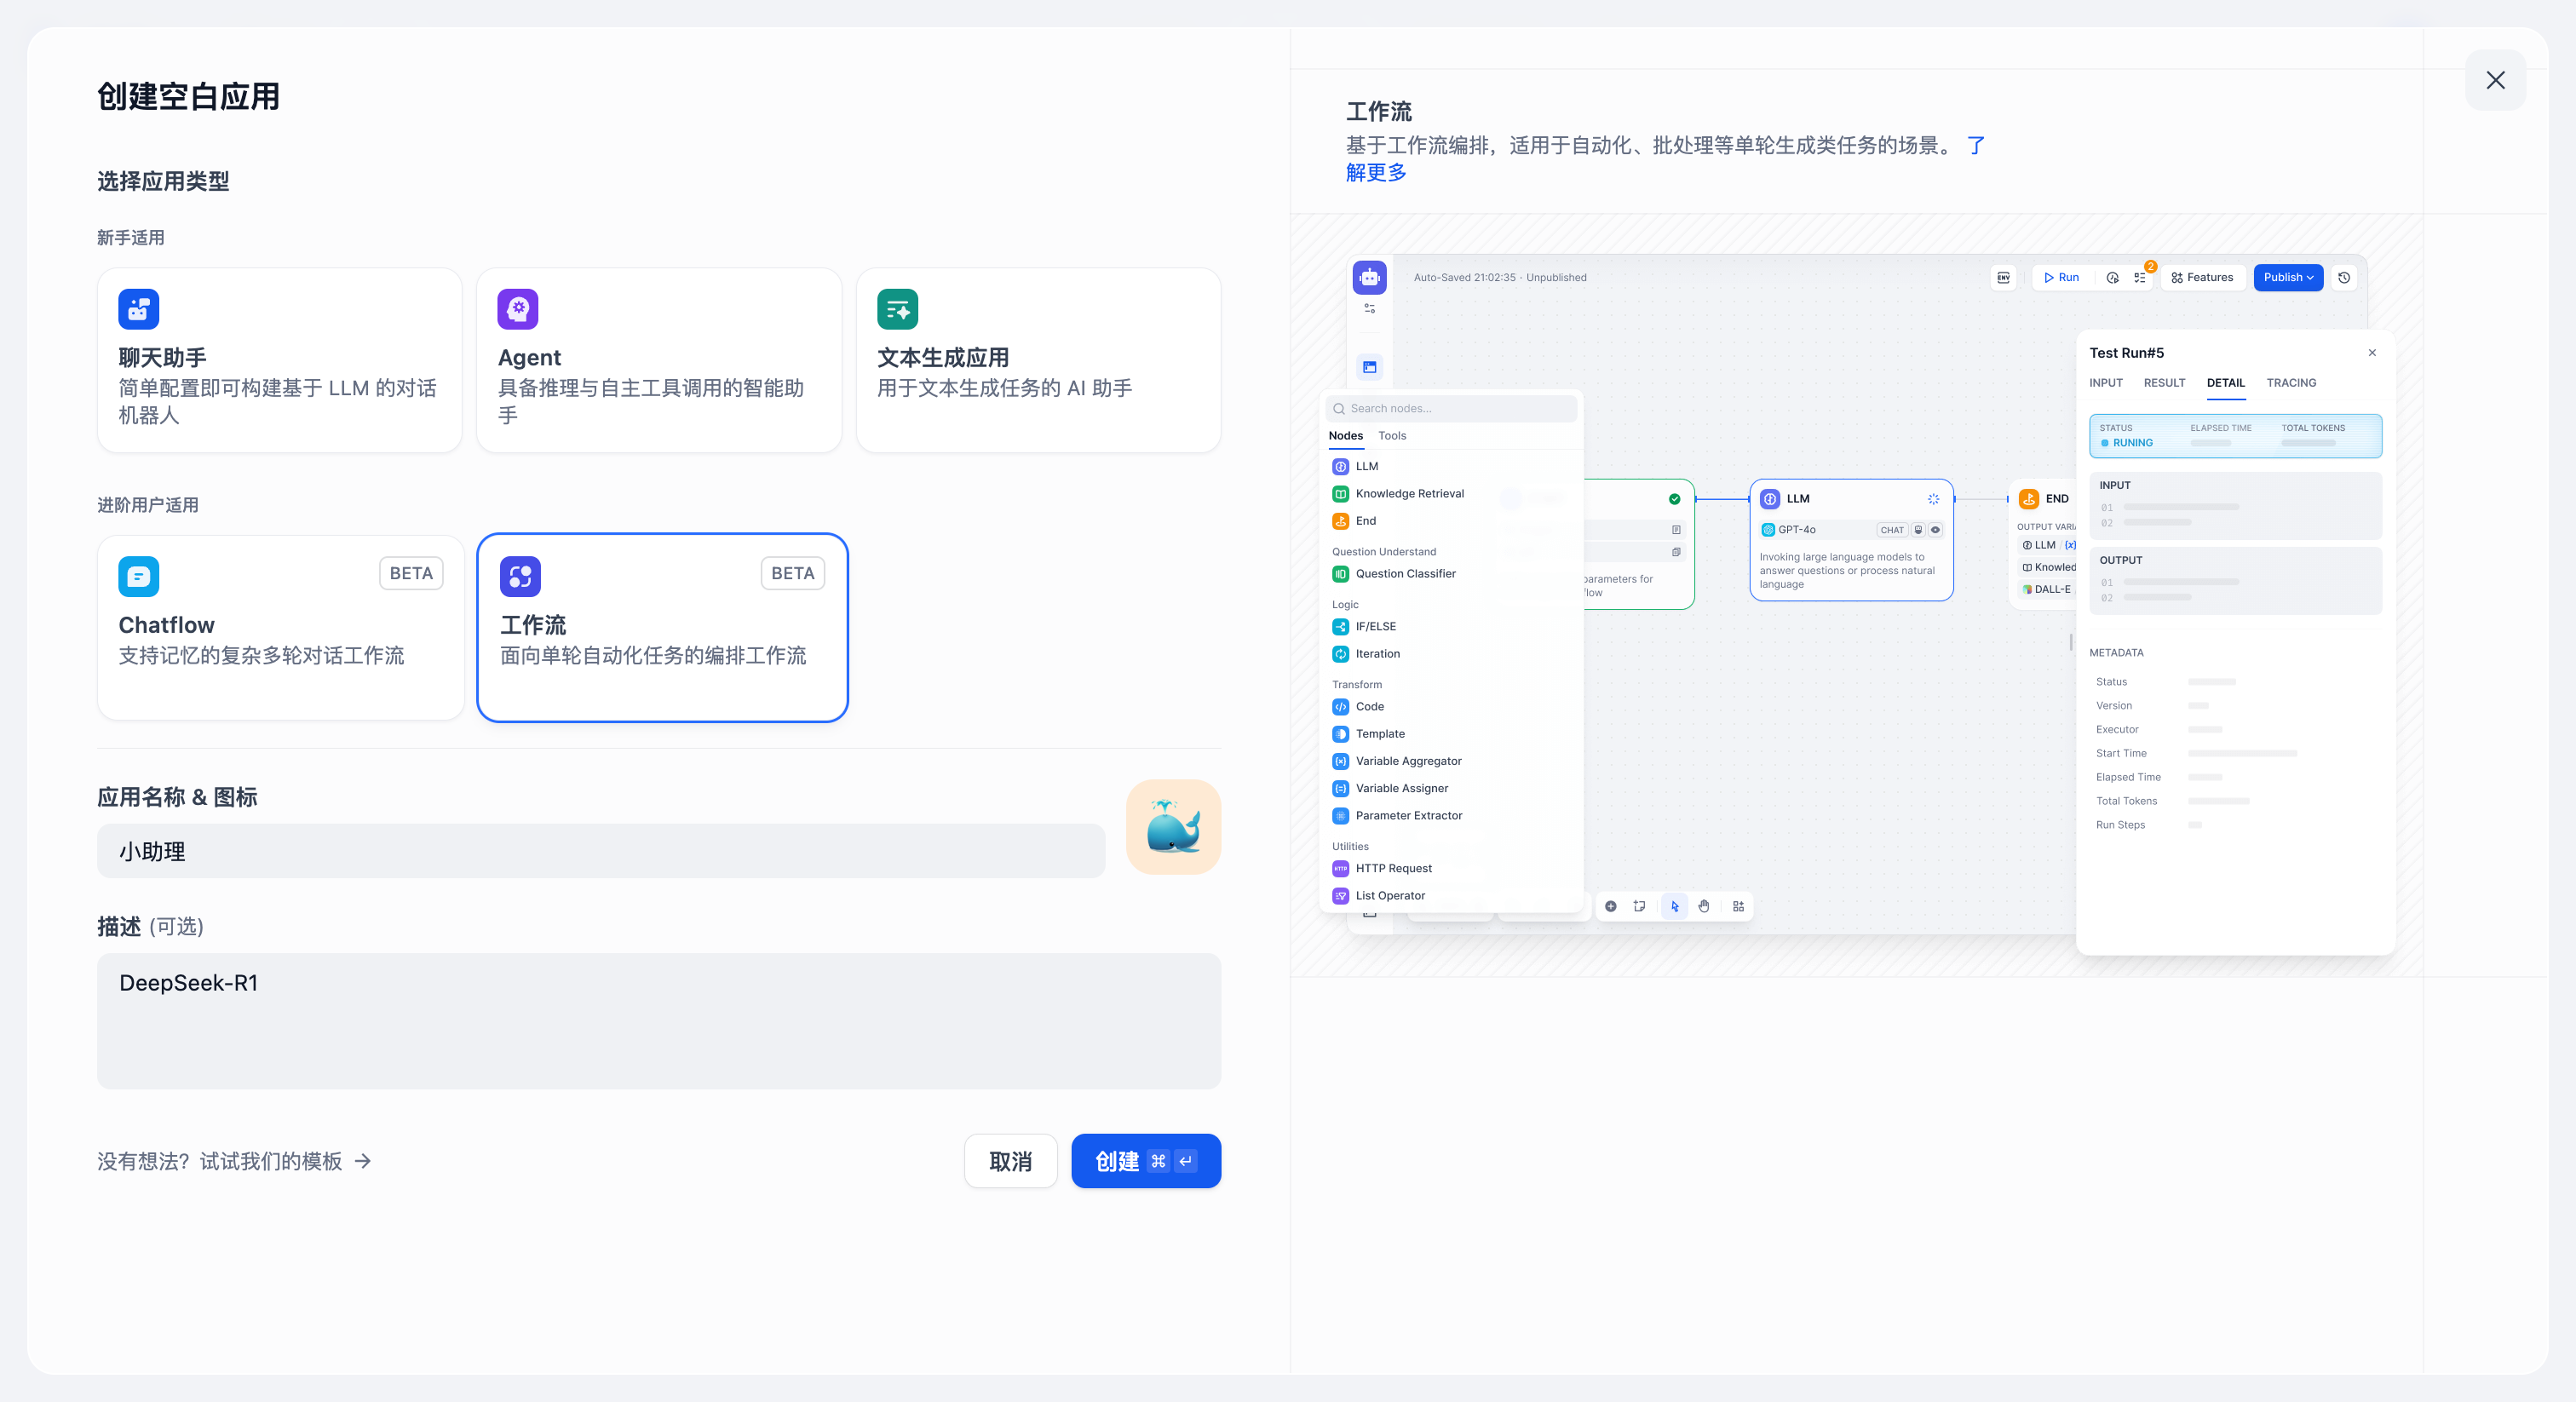 创建空白应用
选择应用类型
新手适用
聊天助手
简单配置即可构建基于 LLM 的对话
机器人
Agent
具备推理与自主工具调用的智能助
手
文本生成应用
用于文本生成任务的 AI 助手
进阶用户适用
BETA
Chatflow
支持记忆的复杂多轮对话工作流
BETA
工作流
面向单轮自动化任务的编排工作流
应用名称 & 图标
小助理
描述 (可选)
DeepSeek-R1
没有想法？试试我们的模板
取消
创建 ⌘ ↵
工作流
基于工作流编排，适用于自动化、批处理等单轮生成类任务的场景。 了
解更多
Auto-Saved 21:02:35 · Unpublished
ENV
Run
2
Features
Publish
Search nodes...
Nodes
Tools
LLM
Knowledge Retrieval
End
Question Understand
Question Classifier
Logic
IF/ELSE
Iteration
Transform
Code
Template
Variable Aggregator
Variable Assigner
Parameter Extractor
Utilities
HTTP Request
List Operator
parameters for
flow
LLM
GPT-4o
CHAT
Invoking large language models to
answer questions or process natural
language
END
OUTPUT VARIA
LLM / {x}
Knowled
DALL-E
Test Run#5
INPUT
RESULT
DETAIL
TRACING
STATUS
ELAPSED TIME
TOTAL TOKENS
RUNING
INPUT
01
02
OUTPUT
01
02
METADATA
Status
Version
Executor
Start Time
Elapsed Time
Total Tokens
Run Steps